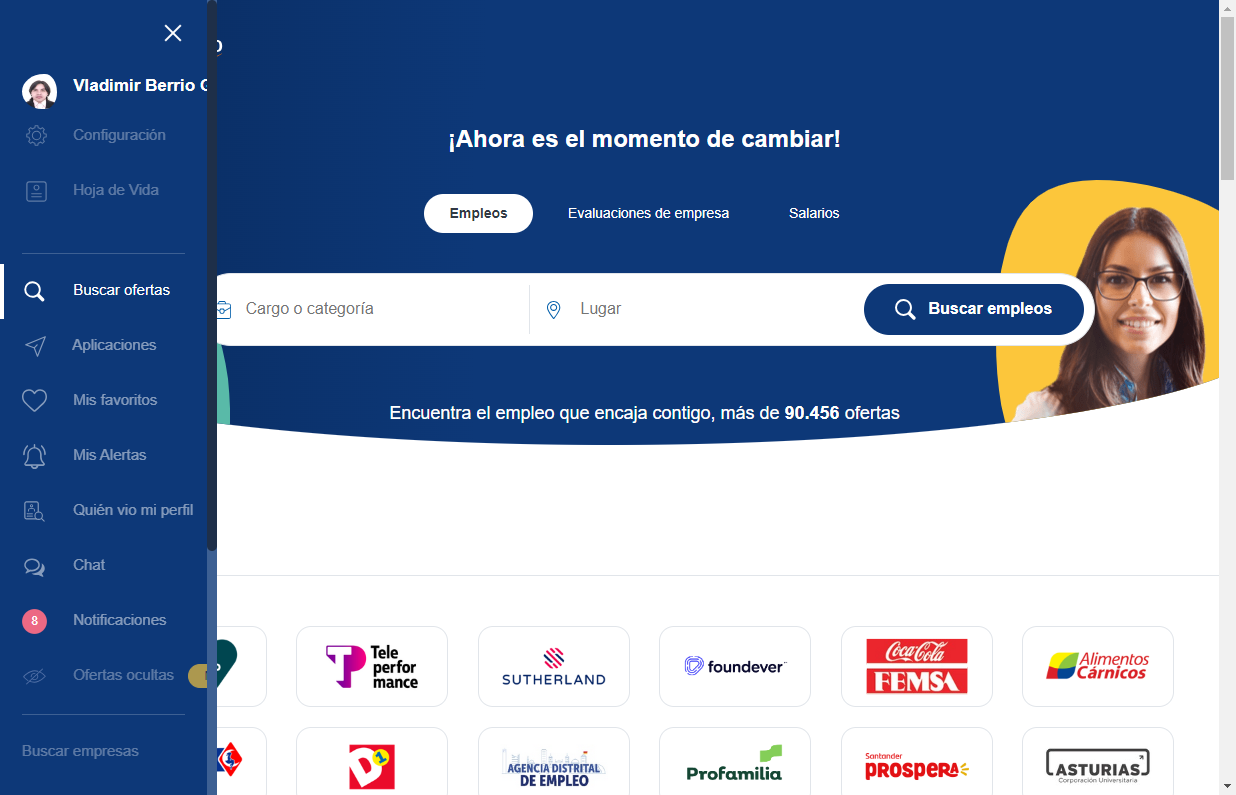 Vladimir Berrio
Configuración
Hoja de Vida
Buscar ofertas
Aplicaciones
Mis favoritos
Mis Alertas
Quién vio mi perfil
Chat
8
Notificaciones
Ofertas ocultas
Buscar empresas
¡Ahora es el momento de cambiar!
Empleos
Evaluaciones de empresa
Salarios
Cargo o categoría
Lugar
Buscar empleos
Encuentra el empleo que encaja contigo, más de 90.456 ofertas
Tele
perfor
mance
SUTHERLAND
foundever
Coca-Cola
FEMSA
Alimentos
Cárnicos
D1
AGENCIA DISTRITAL
DE EMPLEO
Profamilia
Santander
PROSPERA
ASTURIAS
Corporación Universitaria